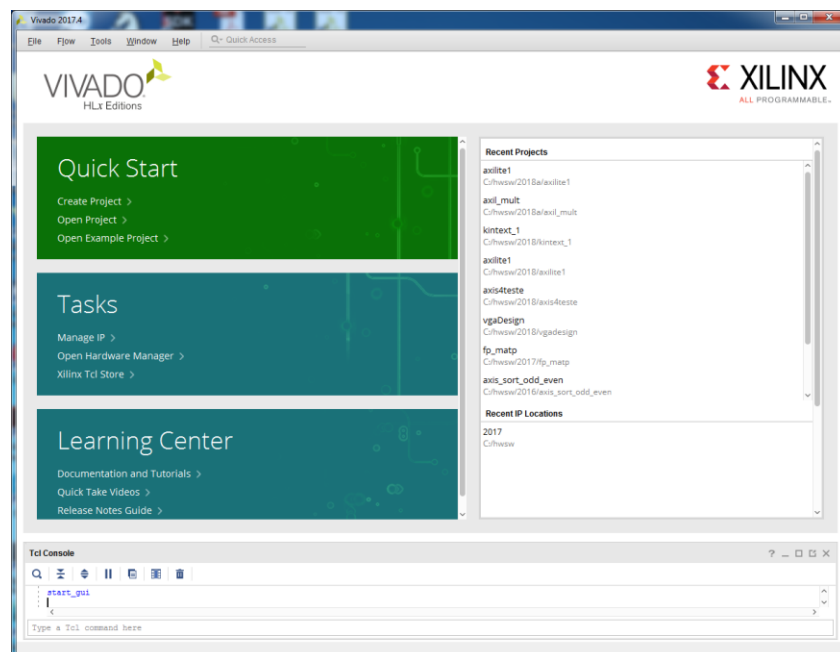 Vivado 2017.4
File Flow Tools Window Help Q- Quick Access
VIVADO.
HLx Editions
XILINX
ALL PROGRAMMABLE.
Quick Start
Create Project >
Open Project >
Open Example Project >
Tasks
Manage IP >
Open Hardware Manager >
Xilinx Tcl Store >
Learning Center
Documentation and Tutorials >
Quick Take Videos >
Release Notes Guide >
Recent Projects
axilite1
C:/hwsw/2018a/axilite1
axil_mult
C:/hwsw/2018a/axil_mult
kintext_1
C:/hwsw/2018/kintext_1
axilite1
C:/hwsw/2018/axilite1
axis4teste
C:/hwsw/2018/axis4teste
vgaDesign
C:/hwsw/2018/vgadesign
fp_matp
C:/hwsw/2017/fp_matp
axis_sort_odd_even
C:/hwsw/2016/axis_sort_odd_even
Recent IP Locations
2017
C:/hwsw
Tcl Console
start_gui
Type a Tcl command here